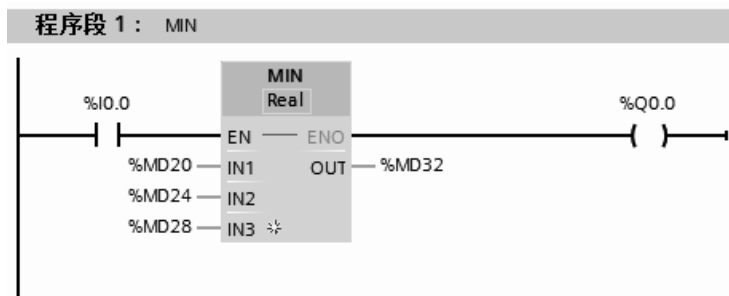 程序段 1： MIN
MIN
%I0.0 Real %Q0.0
EN ENO
%MD20 IN1 OUT %MD32
%MD24 IN2
%MD28 IN3